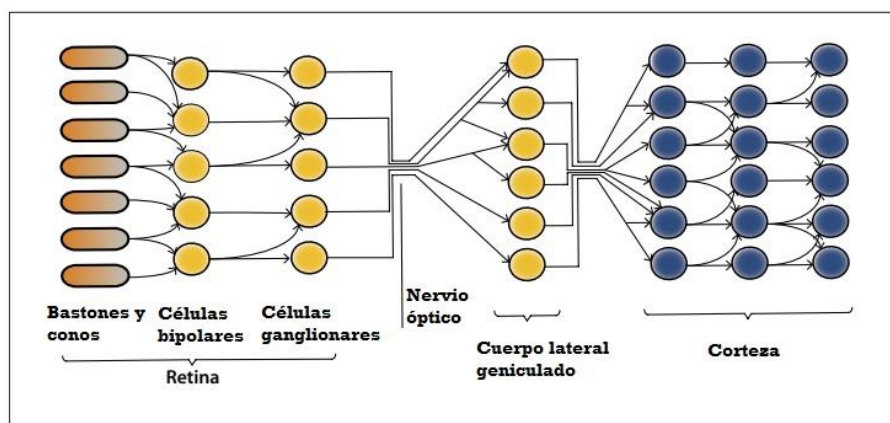 Bastones y
conos
Células
bipolares
Células
ganglionares
Nervio
óptico
Cuerpo lateral
geniculado
Corteza
Retina